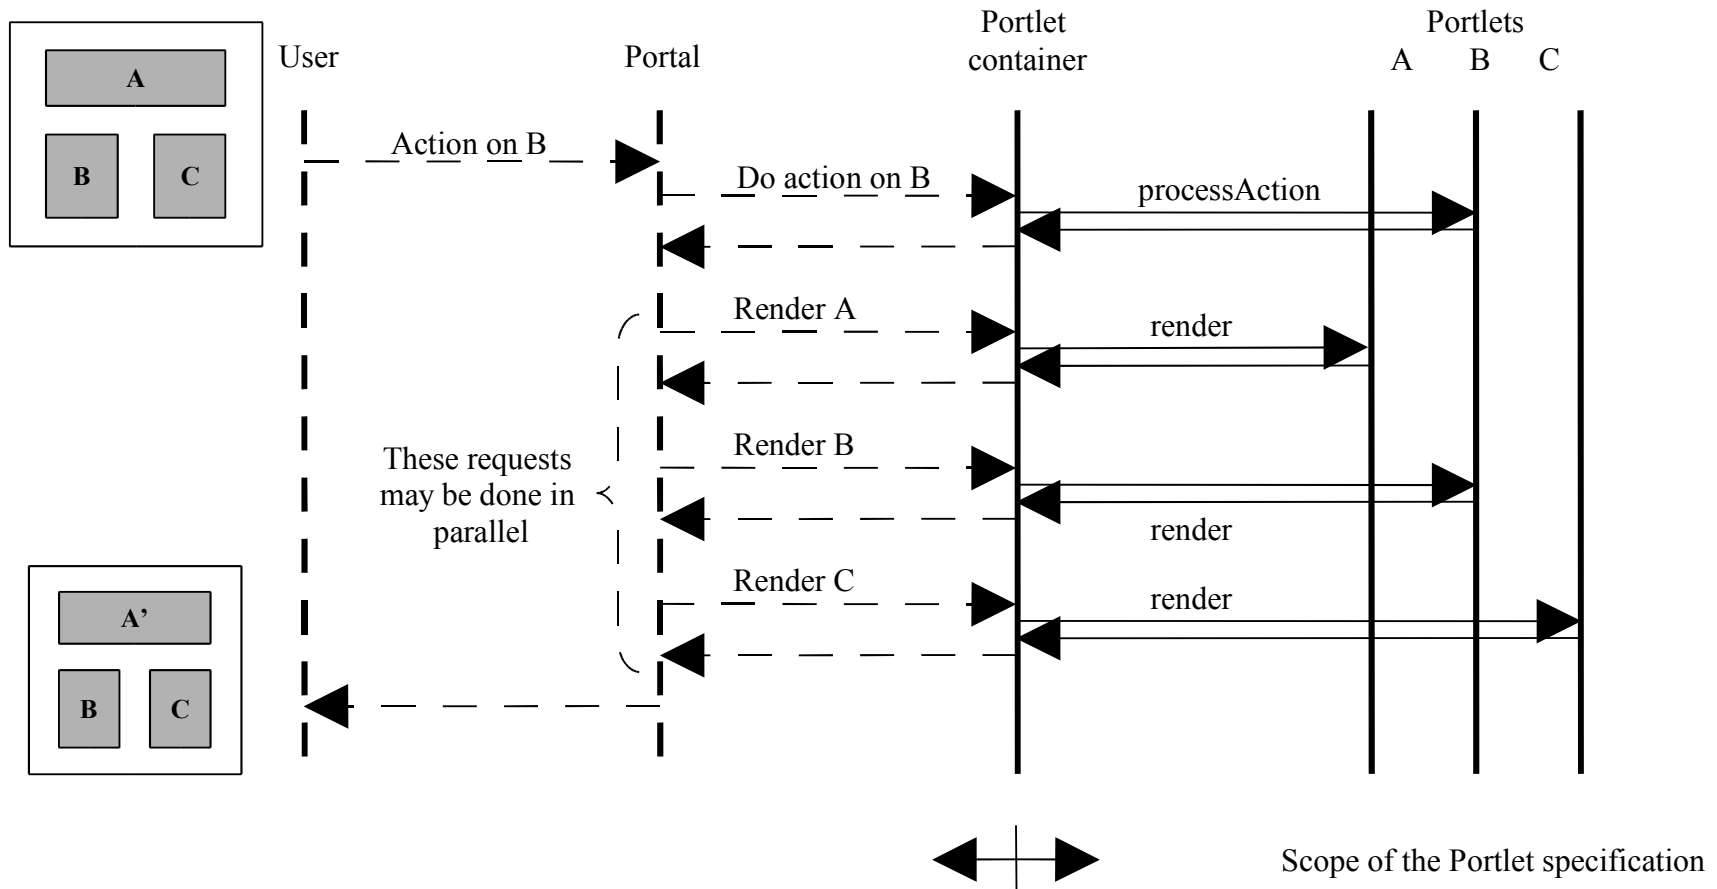 Portlet
container
Portlets
A B C
User
Portal
A
B C
Action on B
Do action on B
processAction
Render A
render
Render B
render
These requests
may be done in
parallel
Render C
render
A’
B C
Scope of the Portlet specification